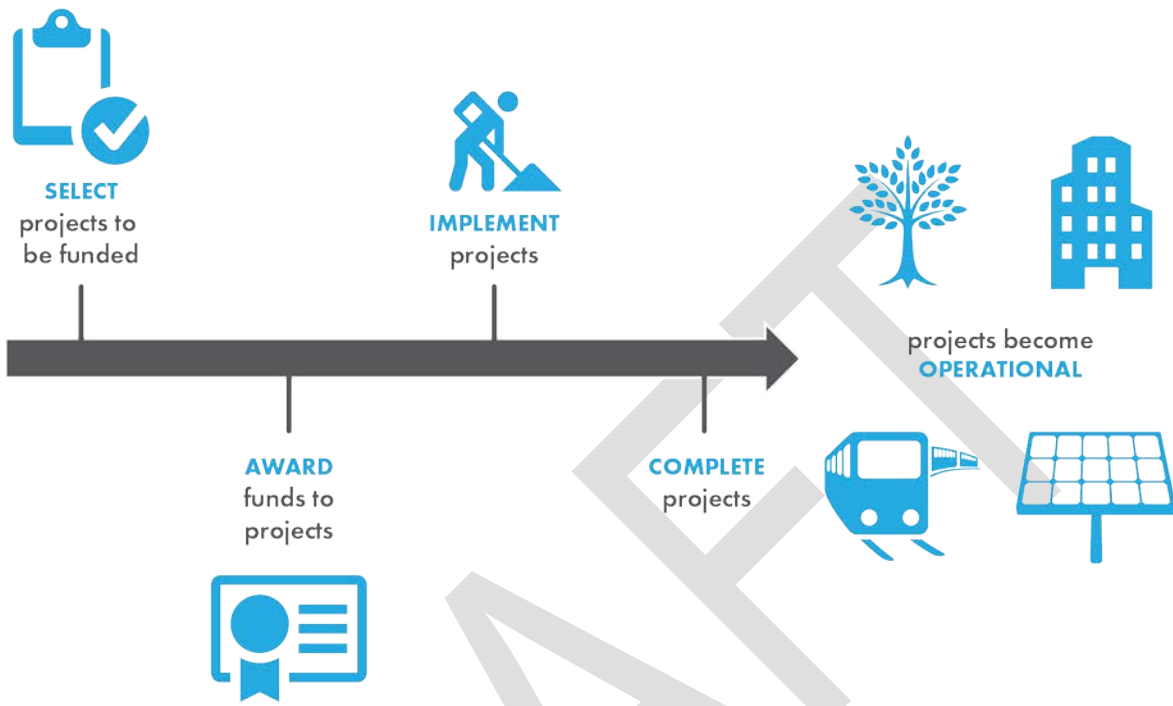 SELECT
projects to
be funded
IMPLEMENT
projects
projects become
OPERATIONAL
AWARD
funds to
projects
COMPLETE
projects